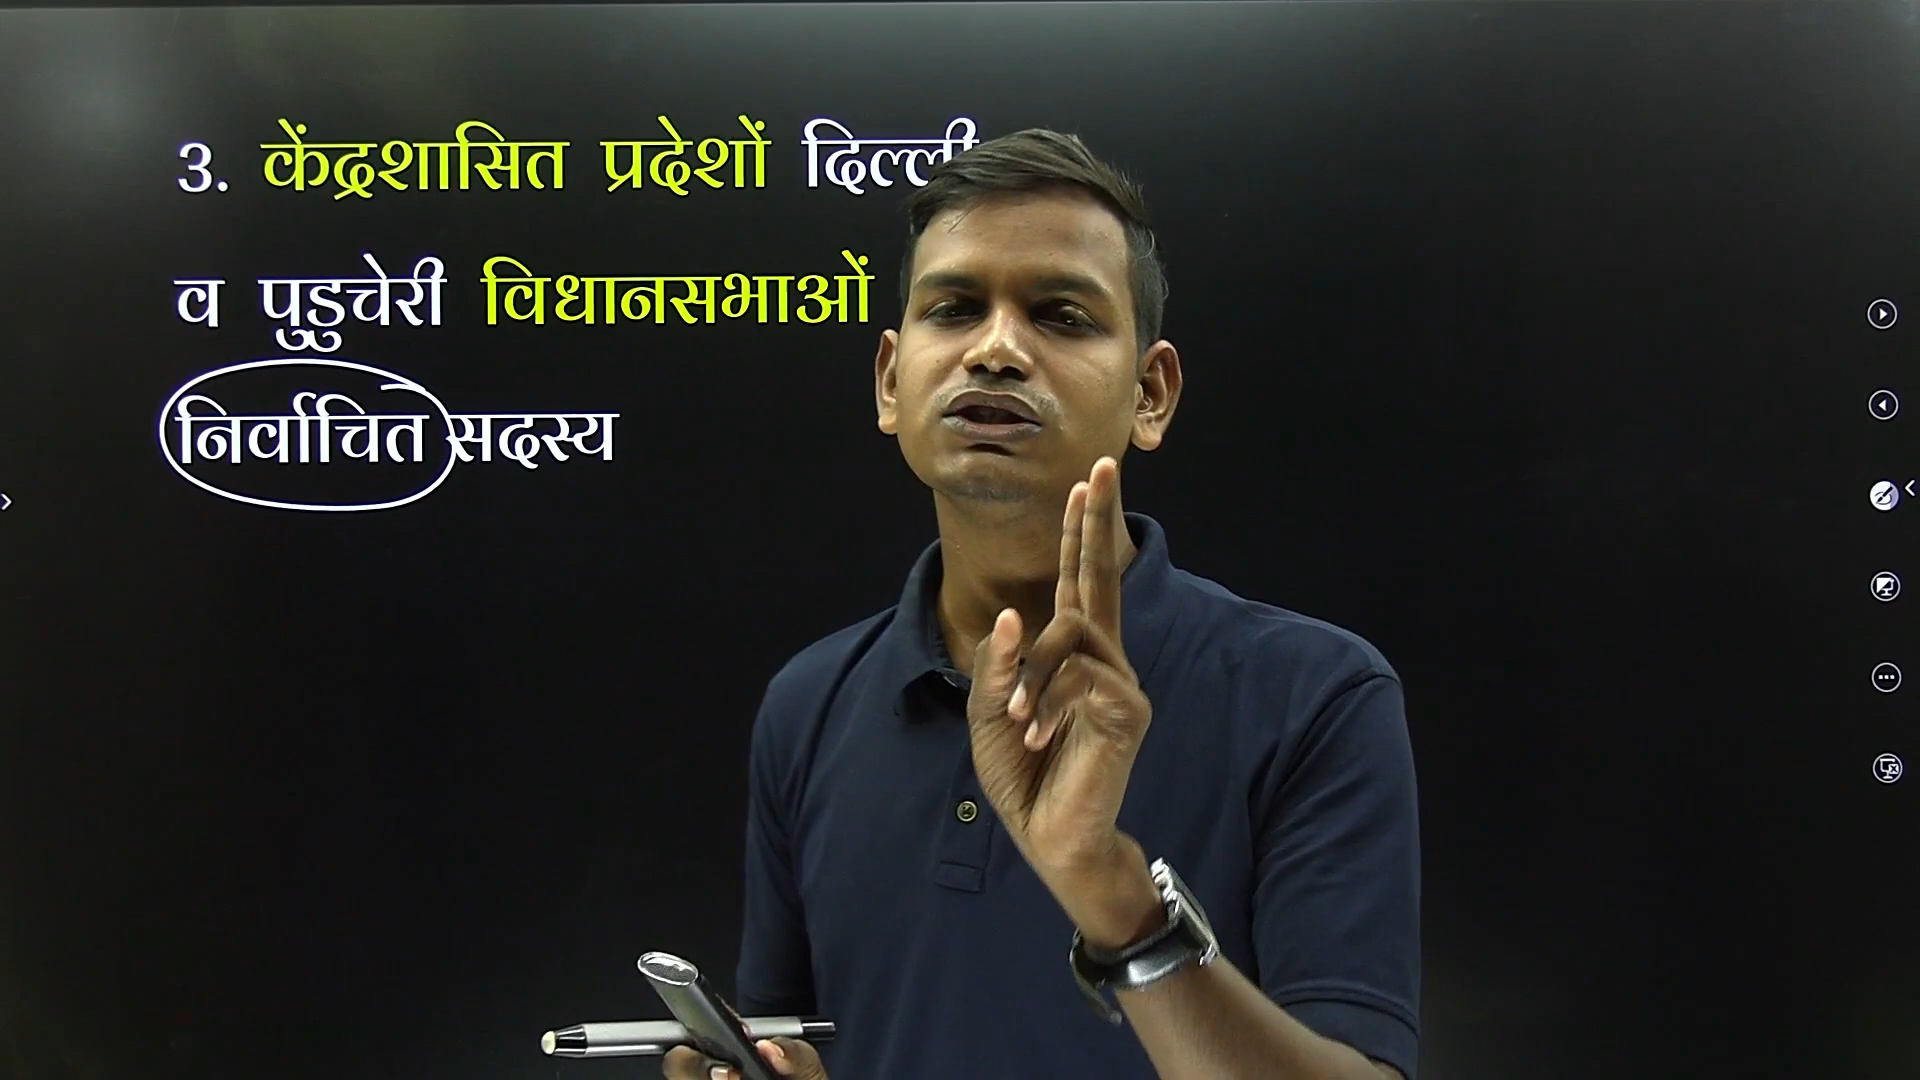 3. केंद्रशासित प्रदेशों दिल्ली
व पुडुचेरी विधानसभाओं
निर्वाचित सदस्य